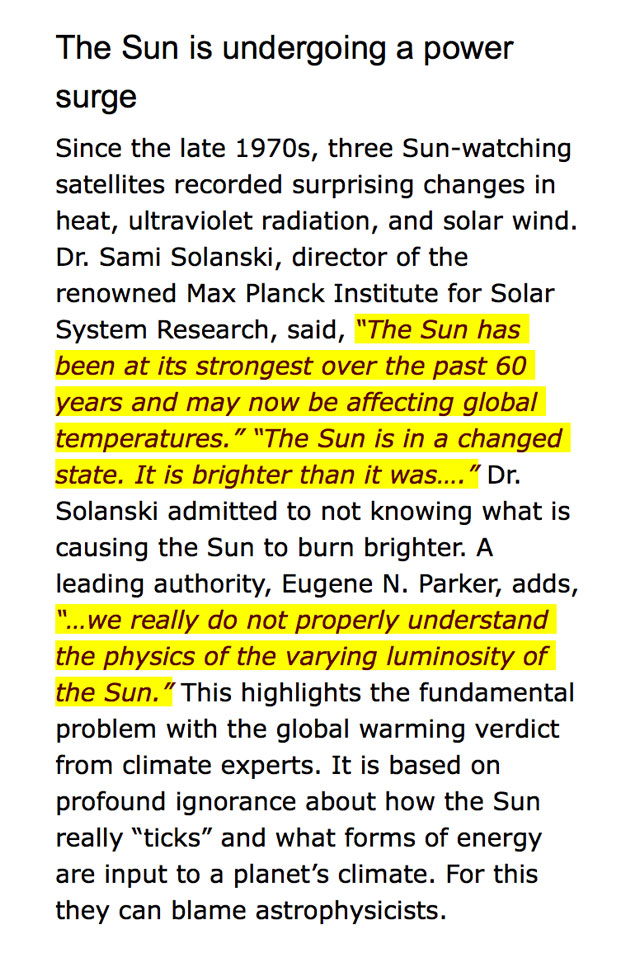 The Sun is undergoing a power
surge
Since the late 1970s, three Sun-watching
satellites recorded surprising changes in
heat, ultraviolet radiation, and solar wind.
Dr. Sami Solanski, director of the
renowned Max Planck Institute for Solar
System Research, said, “The Sun has
been at its strongest over the past 60
years and may now be affecting global
temperatures.” “The Sun is in a changed
state. It is brighter than it was….” Dr.
Solanski admitted to not knowing what is
causing the Sun to burn brighter. A
leading authority, Eugene N. Parker, adds,
“…we really do not properly understand
the physics of the varying luminosity of
the Sun.” This highlights the fundamental
problem with the global warming verdict
from climate experts. It is based on
profound ignorance about how the Sun
really “ticks” and what forms of energy
are input to a planet’s climate. For this
they can blame astrophysicists.